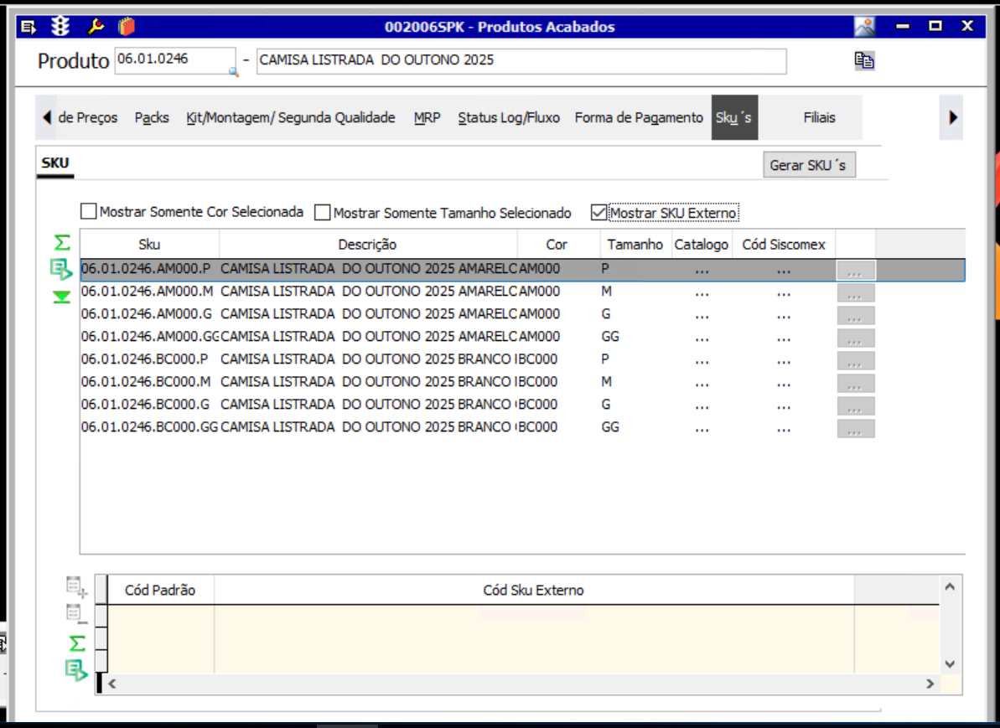 002006SPK - Produtos Acabados
Produto 06.01.0246 - CAMISA LISTRADA DO OUTONO 2025
de Preços Packs Kit/Montagem/ Segunda Qualidade MRP Status Log/Fluxo Forma de Pagamento Sku´s Filiais
SKU
Gerar SKU´s
Mostrar Somente Cor Selecionada Mostrar Somente Tamanho Selecionado Mostrar SKU Externo
Sku Descrição Cor Tamanho Catalogo Cód Siscomex
06.01.0246.AM000.P CAMISA LISTRADA DO OUTONO 2025 AMARELO AM000 P ... ... ...
06.01.0246.AM000.M CAMISA LISTRADA DO OUTONO 2025 AMARELO AM000 M ... ... ...
06.01.0246.AM000.G CAMISA LISTRADA DO OUTONO 2025 AMARELO AM000 G ... ... ...
06.01.0246.AM000.GG CAMISA LISTRADA DO OUTONO 2025 AMARELO AM000 GG ... ... ...
06.01.0246.BC000.P CAMISA LISTRADA DO OUTONO 2025 BRANCO BC000 P ... ... ...
06.01.0246.BC000.M CAMISA LISTRADA DO OUTONO 2025 BRANCO BC000 M ... ... ...
06.01.0246.BC000.G CAMISA LISTRADA DO OUTONO 2025 BRANCO BC000 G ... ... ...
06.01.0246.BC000.GG CAMISA LISTRADA DO OUTONO 2025 BRANCO BC000 GG ... ... ...
Cód Padrão Cód Sku Externo